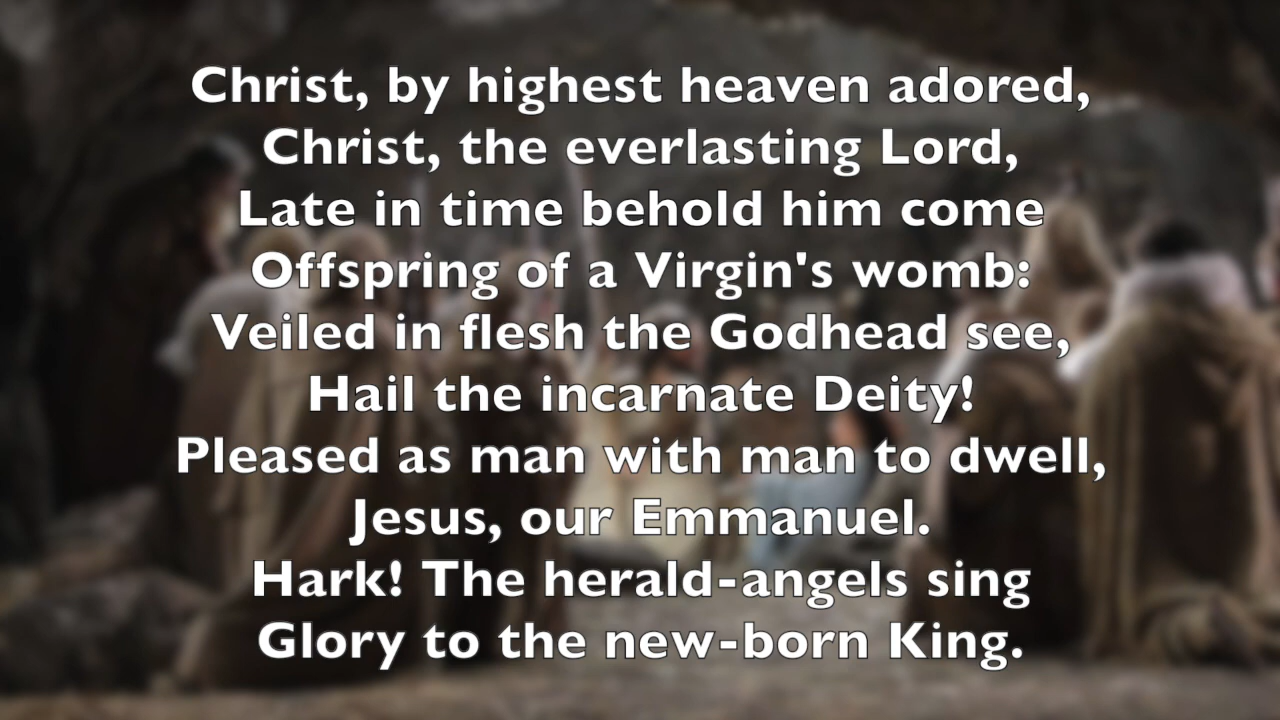 Christ, by highest heaven adored,
Christ, the everlasting Lord,
Late in time behold him come
Offspring of a Virgin's womb:
Veiled in flesh the Godhead see,
Hail the incarnate Deity!
Pleased as man with man to dwell,
Jesus, our Emmanuel.
Hark! The herald-angels sing
Glory to the new-born King.